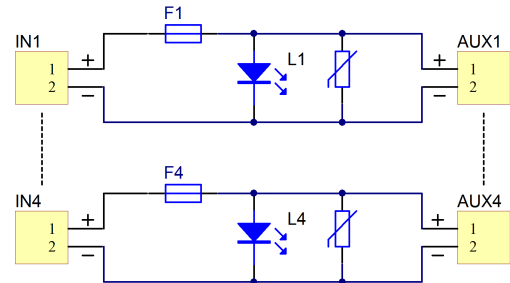 F1
IN1
AUX1
L1
1 + + 1
2 – – 2
F4
IN4
AUX4
L4
1 + + 1
2 – – 2